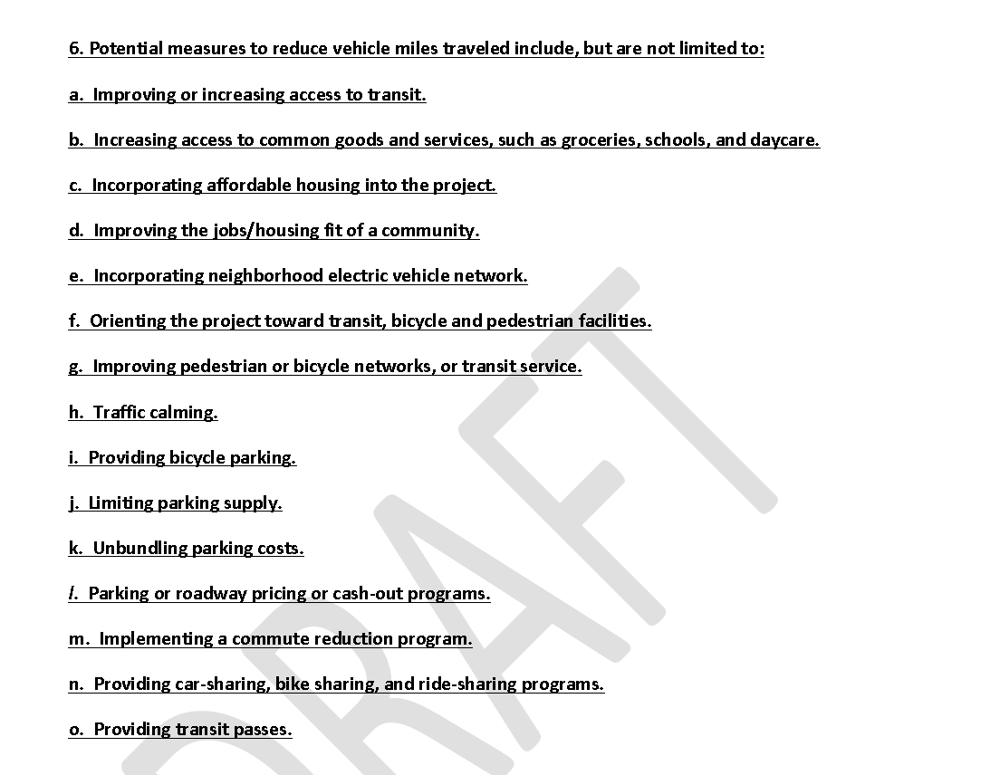 6. Potential measures to reduce vehicle miles traveled include, but are not limited to:
a. Improving or increasing access to transit.
b. Increasing access to common goods and services, such as groceries, schools, and daycare.
c. Incorporating affordable housing into the project.
d. Improving the jobs/housing fit of a community.
e. Incorporating neighborhood electric vehicle network.
f. Orienting the project toward transit, bicycle and pedestrian facilities.
g. Improving pedestrian or bicycle networks, or transit service.
h. Traffic calming.
i. Providing bicycle parking.
j. Limiting parking supply.
k. Unbundling parking costs.
l. Parking or roadway pricing or cash-out programs.
m. Implementing a commute reduction program.
n. Providing car-sharing, bike sharing, and ride-sharing programs.
o. Providing transit passes.
DRAFT